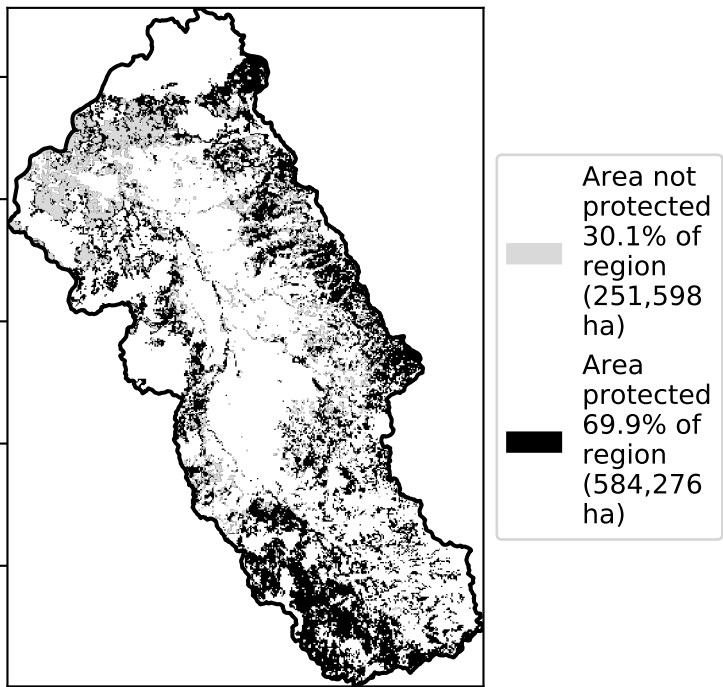 Area not
protected
30.1% of
region
(251,598
ha)
Area
protected
69.9% of
region
(584,276
ha)